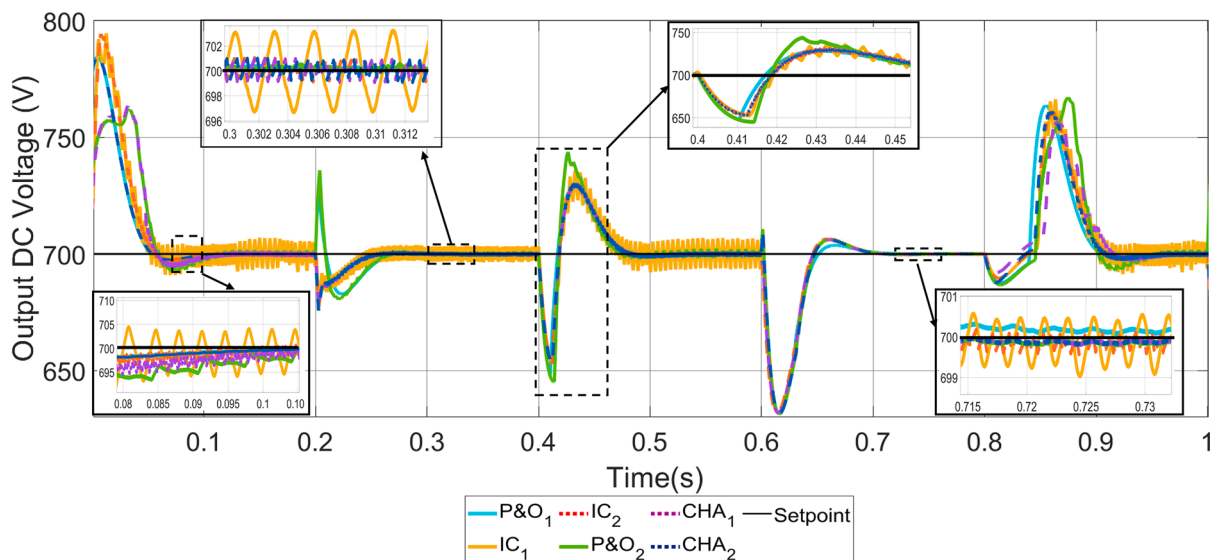 800
750
700
650
Output DC Voltage (V)
702
700
698
696
0.3 0.302 0.304 0.306 0.308 0.31 0.312
750
700
650
0.4 0.41 0.42 0.43 0.44 0.45
710
705
700
695
0.08 0.085 0.09 0.095 0.1 0.10
701
700
699
0.715 0.72 0.725 0.73
0.1 0.2 0.3 0.4 0.5 0.6 0.7 0.8 0.9 1
Time(s)
P&O₁ IC₂ CHA₁ Setpoint
IC₁ P&O₂ CHA₂